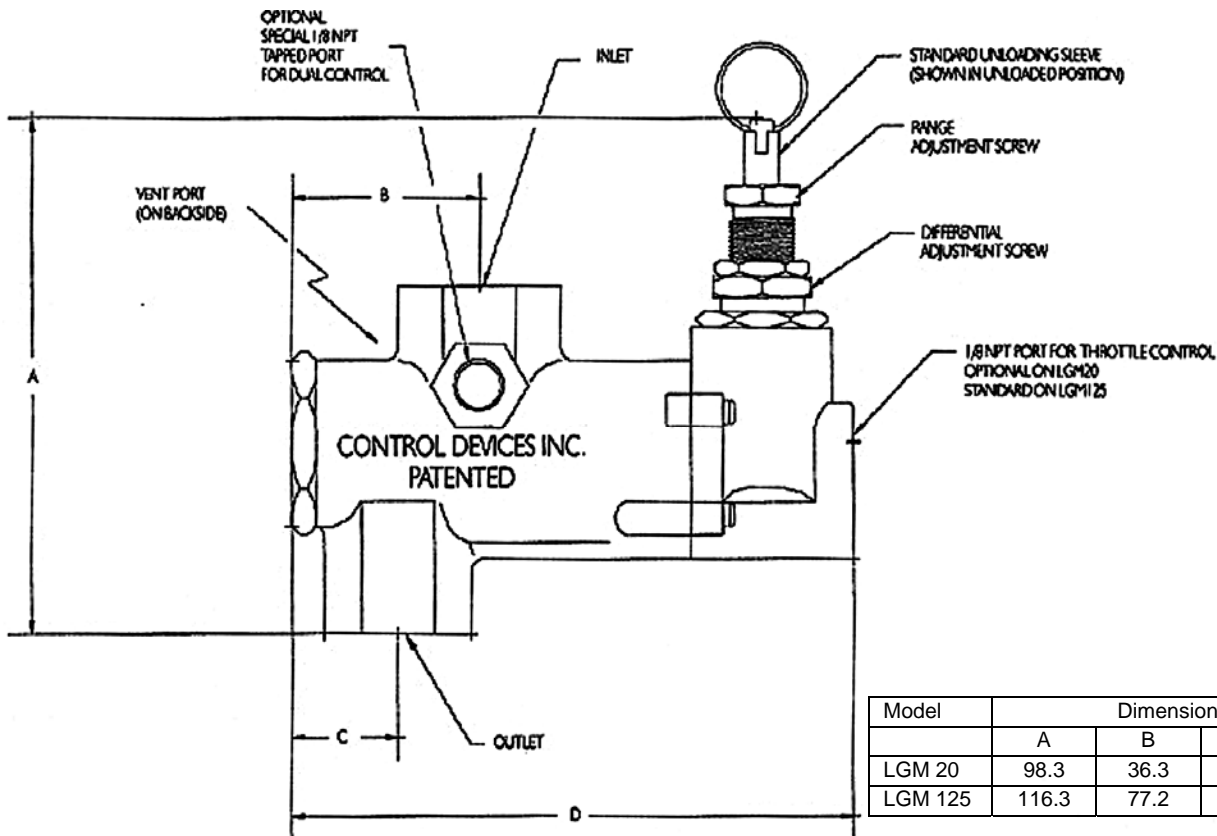 OPTIONAL
SPECIAL 1/8 NPT
TAPPED PORT
FOR DUAL CONTROL
INLET
STANDARD UNLOADING SLEEVE
(SHOWN IN UNLOADED POSITION)
RANGE
ADJUSTMENT SCREW
VENT PORT
(ON BACKSIDE)
B
DIFFERENTIAL
ADJUSTMENT SCREW
A
1/8 NPT PORT FOR THROTTLE CONTROL
OPTIONAL ON LGM20
STANDARD ON LGM125
CONTROL DEVICES INC.
PATENTED
C
OUTLET
D
Model Dimension
A B
LGM 20 98.3 36.3
LGM 125 116.3 77.2